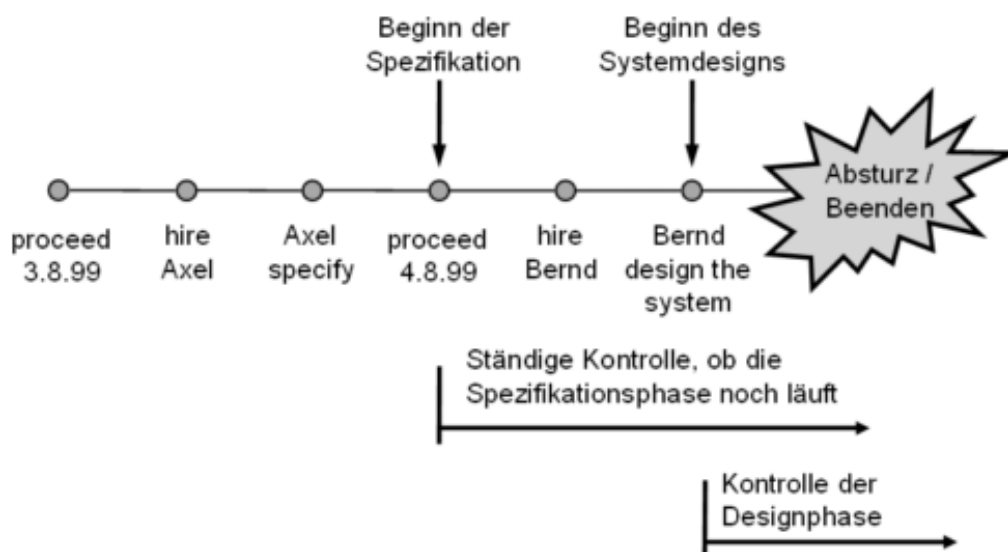 Beginn der
Spezifikation
Beginn des
Systemdesigns
Absturz /
Beenden
proceed
3.8.99
hire
Axel
Axel
specify
proceed
4.8.99
hire
Bernd
Bernd
design the
system
Ständige Kontrolle, ob die
Spezifikationsphase noch läuft
Kontrolle der
Designphase